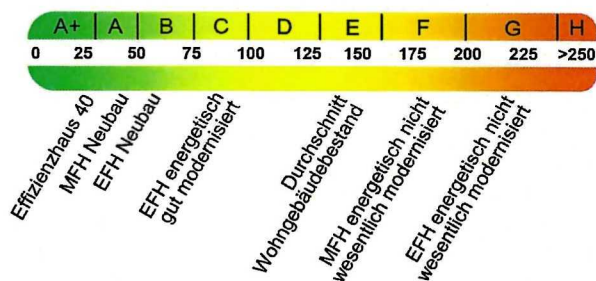 A+ A B C D E F G H
0 25 50 75 100 125 150 175 200 225 >250
Effizienzhaus 40
MFH Neubau
EFH Neubau
EFH energetisch
gut modernisiert
Durchschnitt
Wohngebäudebestand
MFH energetisch nicht
wesentlich modernisiert
EFH energetisch nicht
wesentlich modernisiert